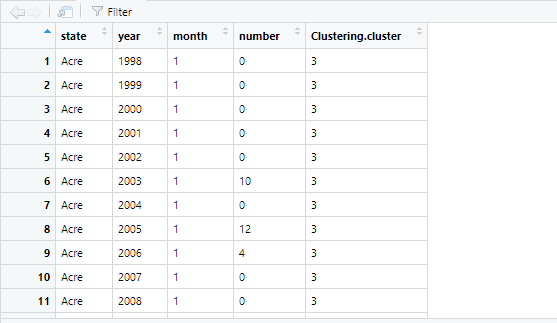 Filter
state year month number Clustering.cluster
1 Acre 1998 1 0 3
2 Acre 1999 1 0 3
3 Acre 2000 1 0 3
4 Acre 2001 1 0 3
5 Acre 2002 1 0 3
6 Acre 2003 1 10 3
7 Acre 2004 1 0 3
8 Acre 2005 1 12 3
9 Acre 2006 1 4 3
10 Acre 2007 1 0 3
11 Acre 2008 1 0 3